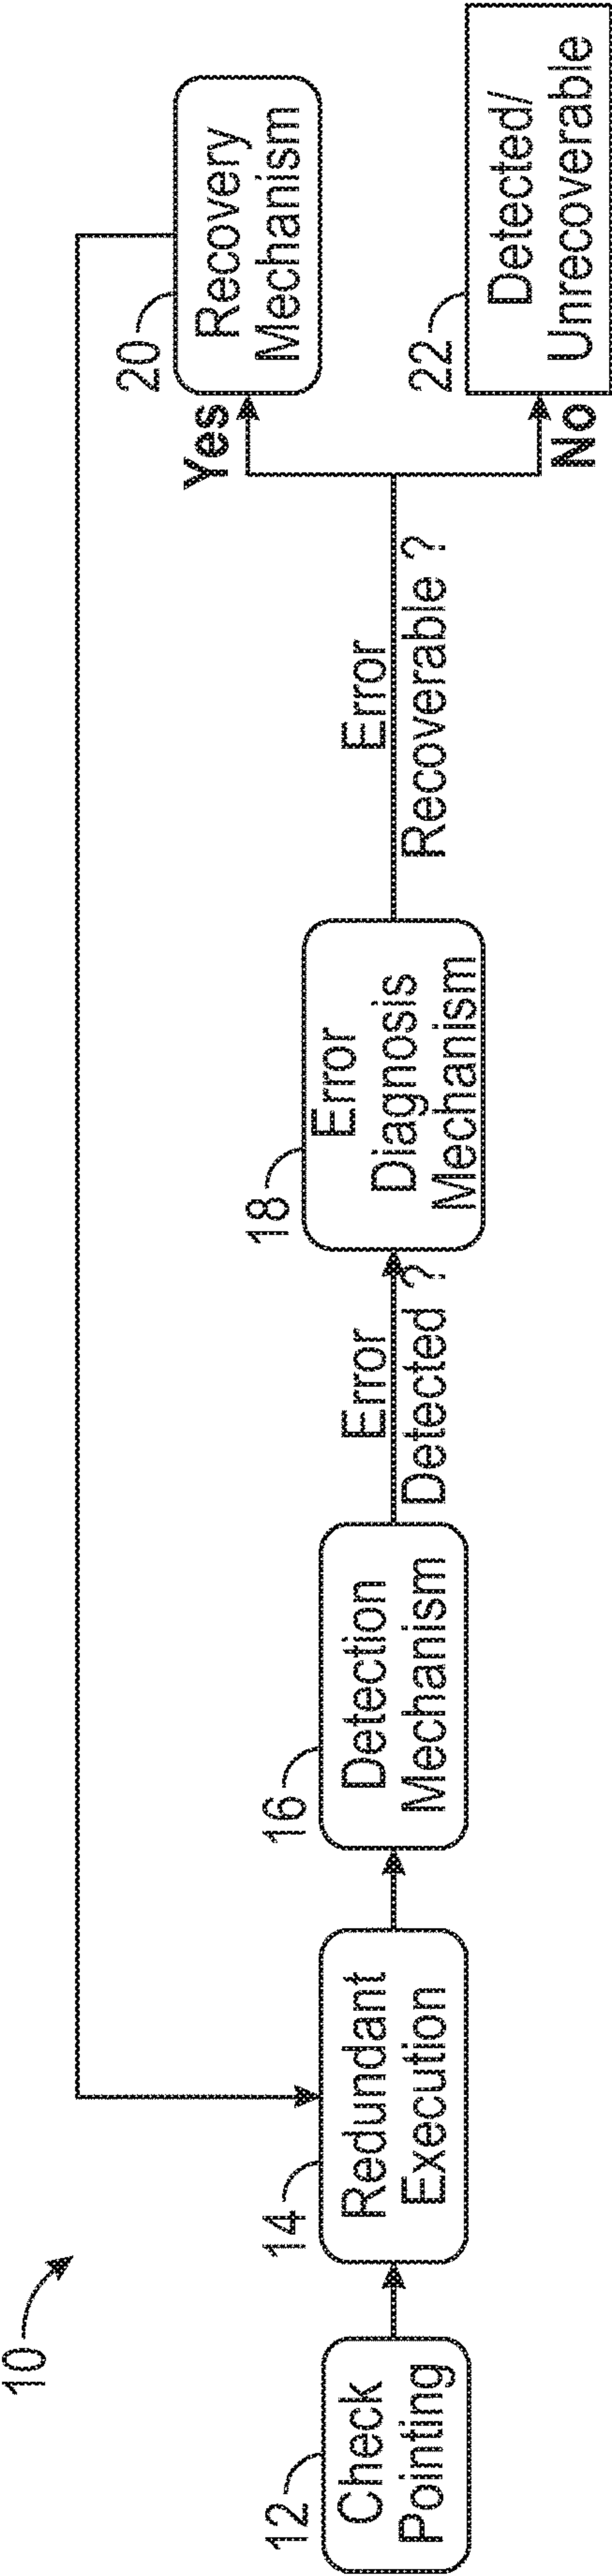 10
12
Check
Pointing
14
Redundant
Execution
16
Detection
Mechanism
Error
Detected ?
18
Error
Diagnosis
Mechanism
Error
Recoverable ?
Yes
20
Recovery
Mechanism
No
22
Detected/
Unrecoverable